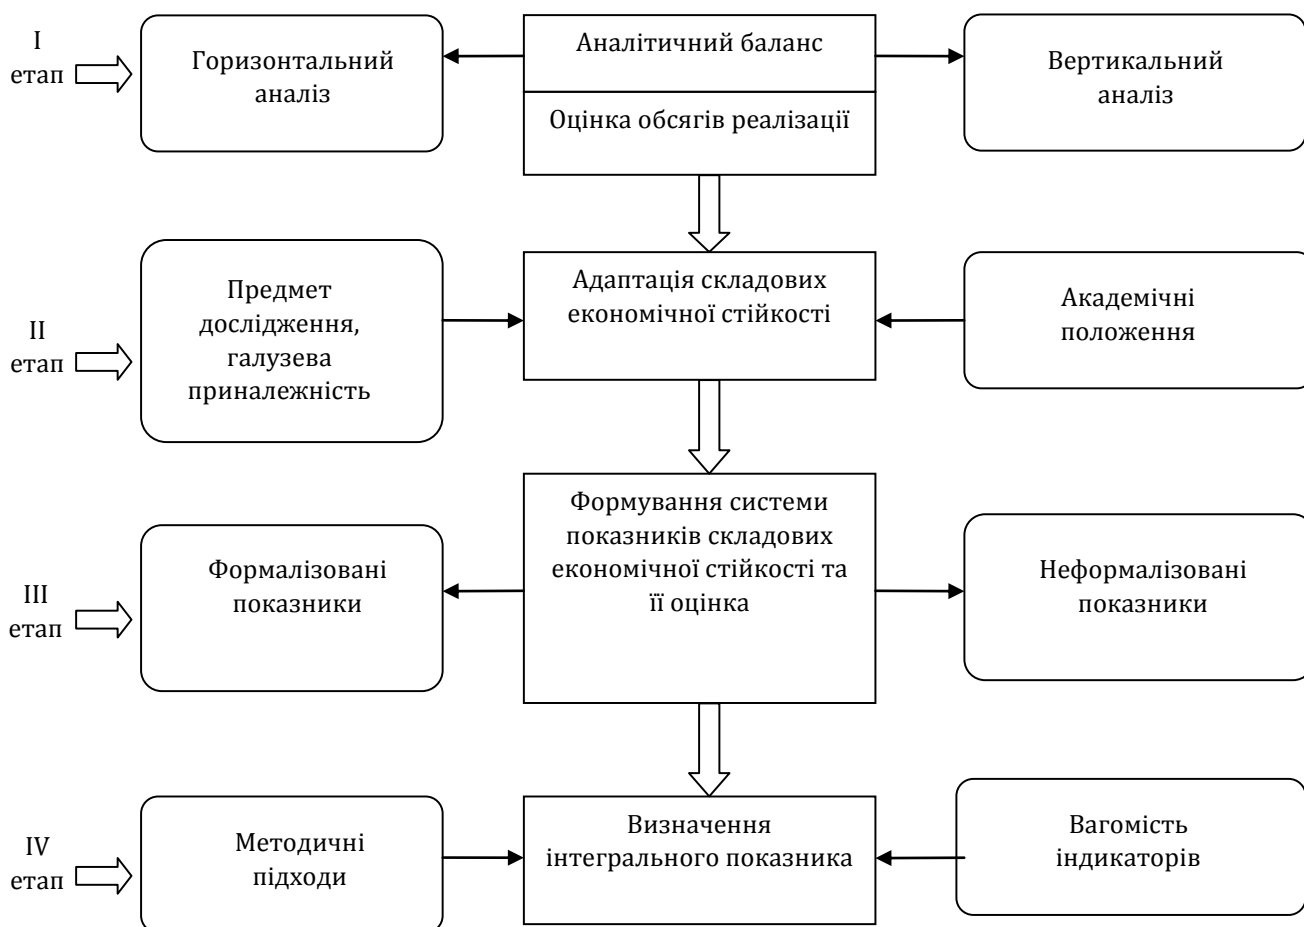 I
етап
Горизонтальний
аналіз
Аналітичний баланс
Оцінка обсягів реалізації
Вертикальний
аналіз
II
етап
Предмет
дослідження,
галузева
приналежність
Адаптація складових
економічної стійкості
Академічні
положення
III
етап
Формалізовані
показники
Формування системи
показників складових
економічної стійкості та
її оцінка
Неформалізовані
показники
IV
етап
Методичні
підходи
Визначення
інтегрального показника
Вагомість
індикаторів